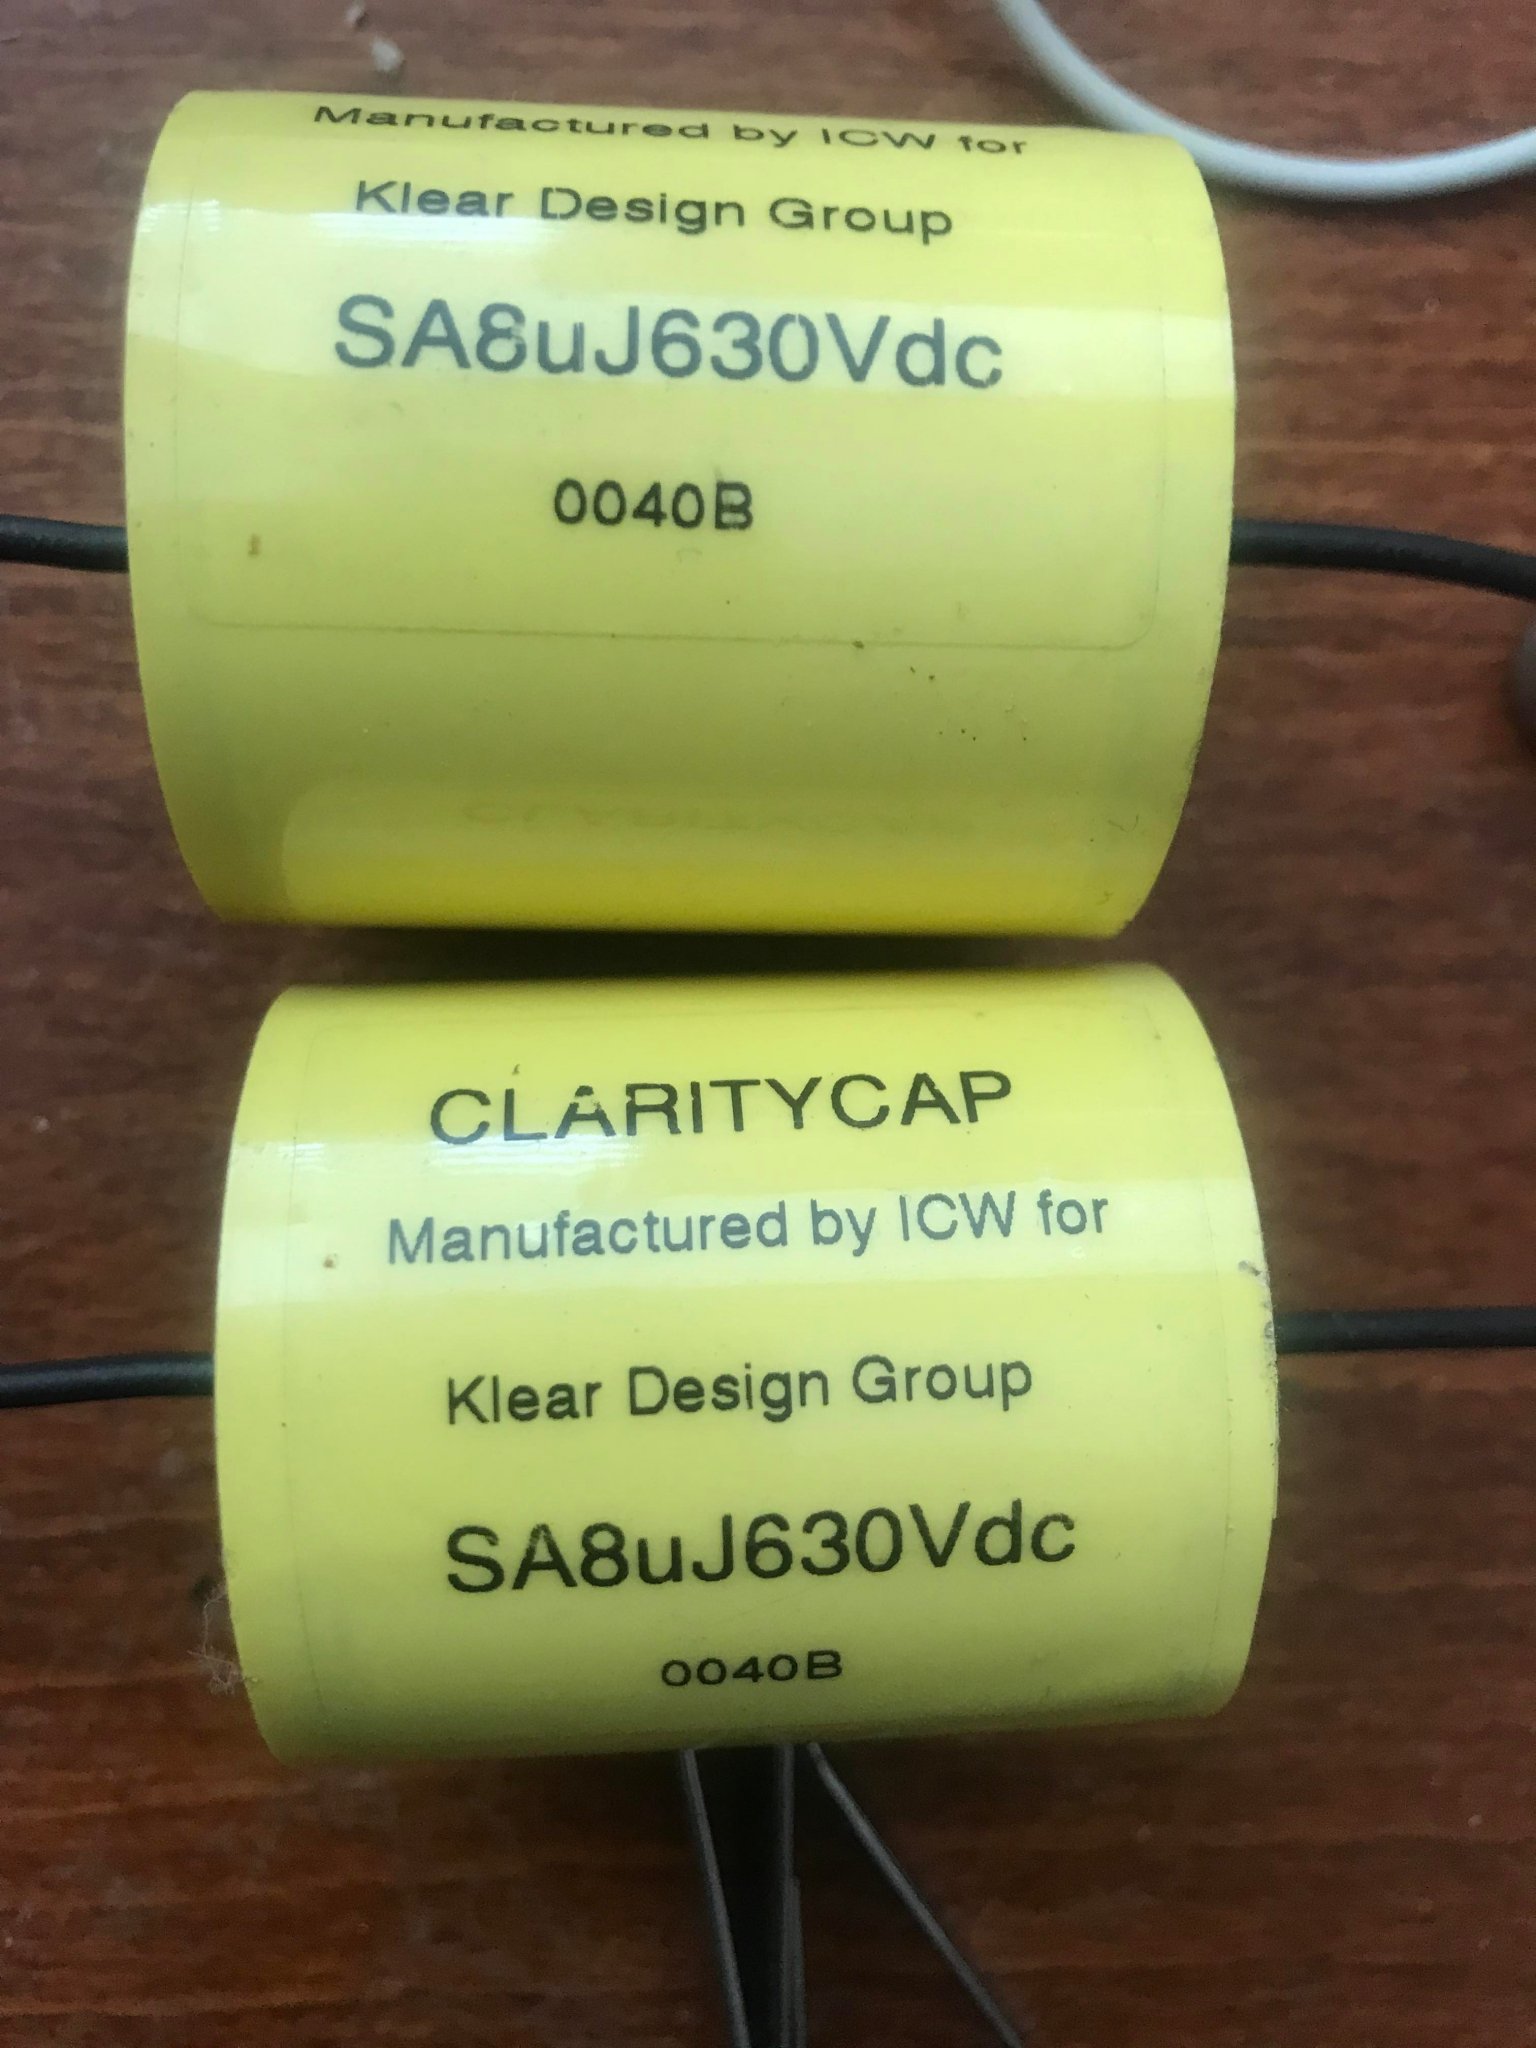 Manufactured by ICW for
Klear Design Group
SA8uJ630Vdc
0040B
CLARITYCAP
Manufactured by ICW for
Klear Design Group
SA8uJ630Vdc
0040B